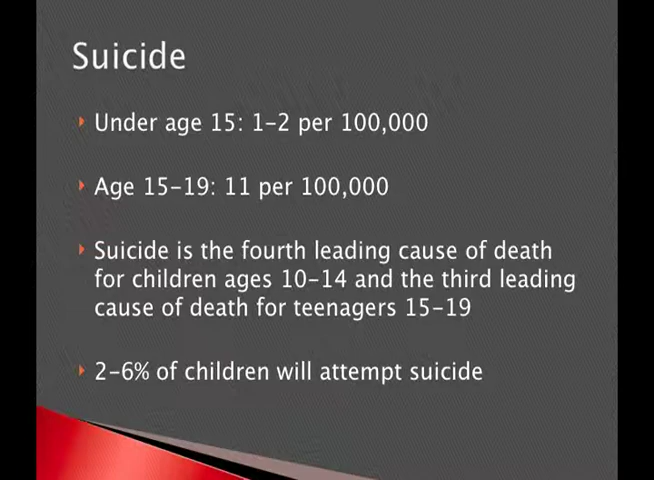 Suicide
Under age 15: 1-2 per 100,000
Age 15-19: 11 per 100,000
Suicide is the fourth leading cause of death
for children ages 10-14 and the third leading
cause of death for teenagers 15-19
2-6% of children will attempt suicide